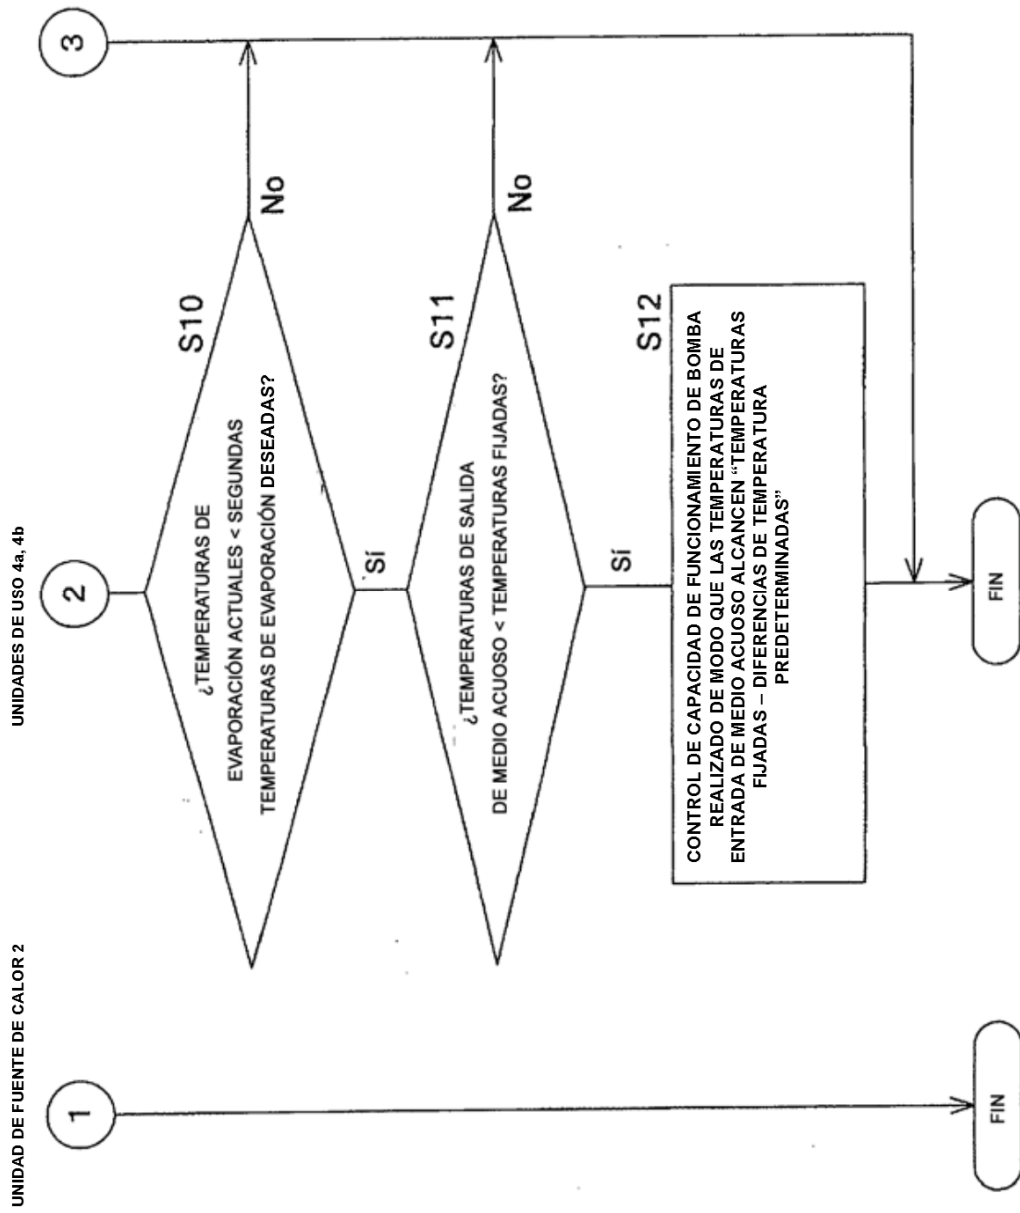 UNIDAD DE FUENTE DE CALOR 2
UNIDADES DE USO 4a, 4b
1
2
3
S10
¿TEMPERATURAS DE
EVAPORACIÓN ACTUALES < SEGUNDAS
TEMPERATURAS DE EVAPORACIÓN DESEADAS?
No
Sí
S11
¿TEMPERATURAS DE SALIDA
DE MEDIO ACUOSO < TEMPERATURAS FIJADAS?
No
Sí
S12
CONTROL DE CAPACIDAD DE FUNCIONAMIENTO DE BOMBA
REALIZADO DE MODO QUE LAS TEMPERATURAS DE
ENTRADA DE MEDIO ACUOSO ALCANCEN “TEMPERATURAS
FIJADAS – DIFERENCIAS DE TEMPERATURA
PREDETERMINADAS”
FIN
FIN